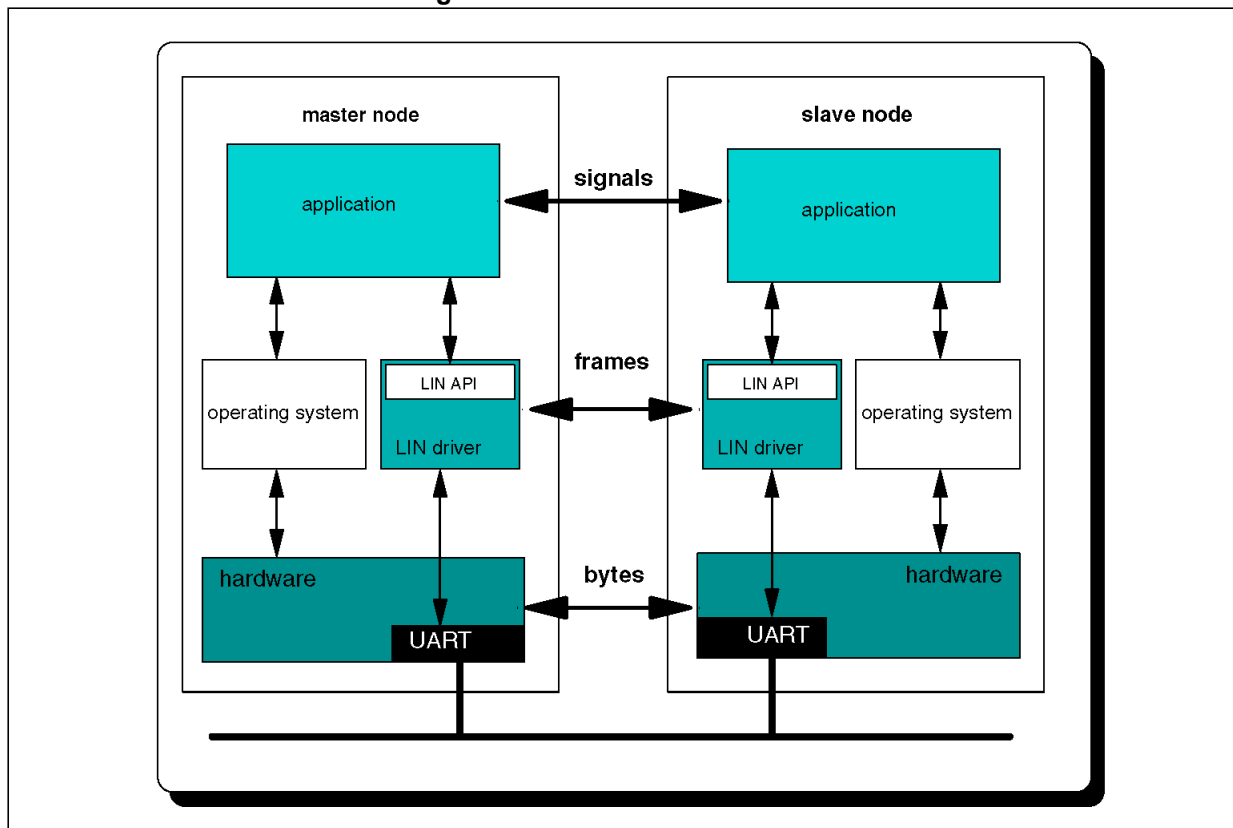 master node
slave node
application
signals
application
frames
operating system
LIN API
LIN driver
LIN API
LIN driver
operating system
hardware
bytes
hardware
UART
UART